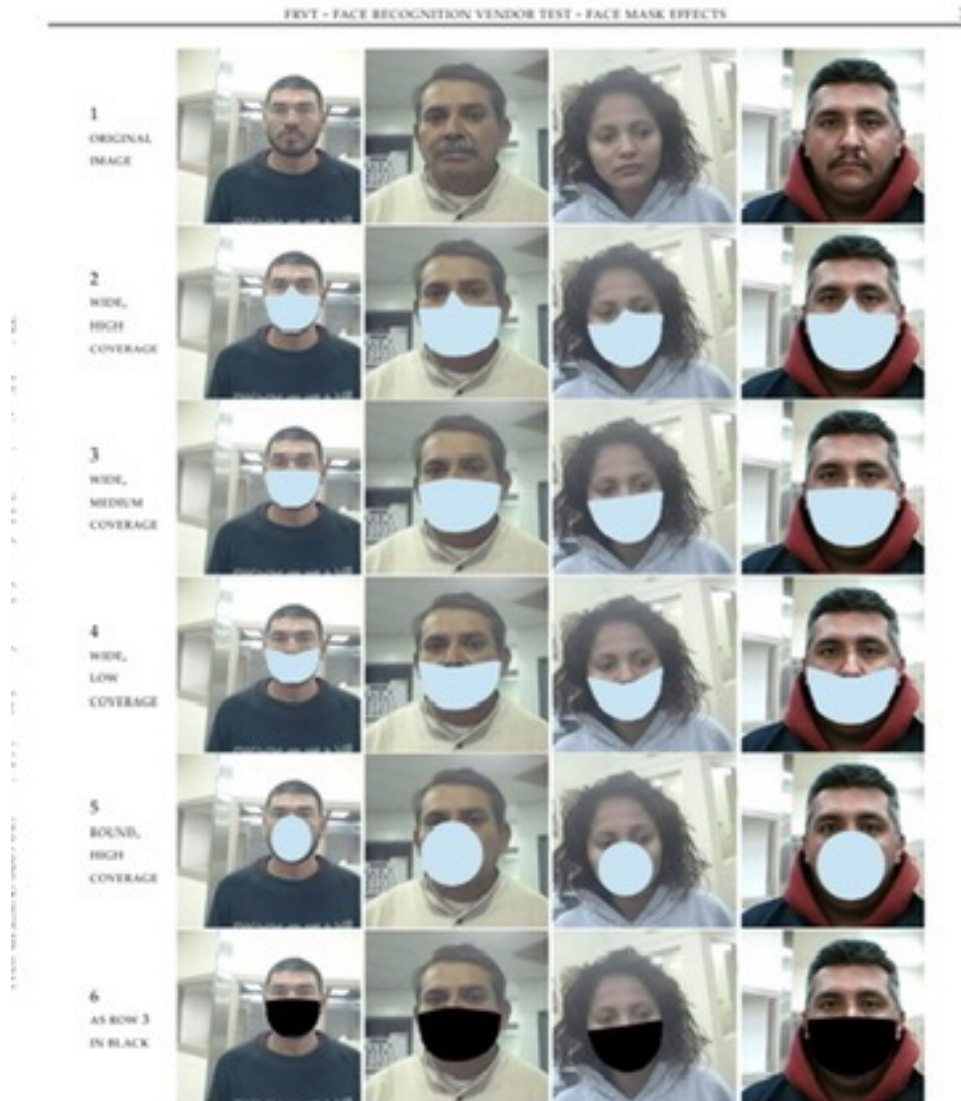 FRVT - FACE RECOGNITION VENDOR TEST - FACE MASK EFFECTS
1
ORIGINAL
IMAGE
2
WIDE,
HIGH
COVERAGE
3
WIDE,
MEDIUM
COVERAGE
4
WIDE,
LOW
COVERAGE
5
ROUND,
HIGH
COVERAGE
6
AS ROW 3
IN BLACK